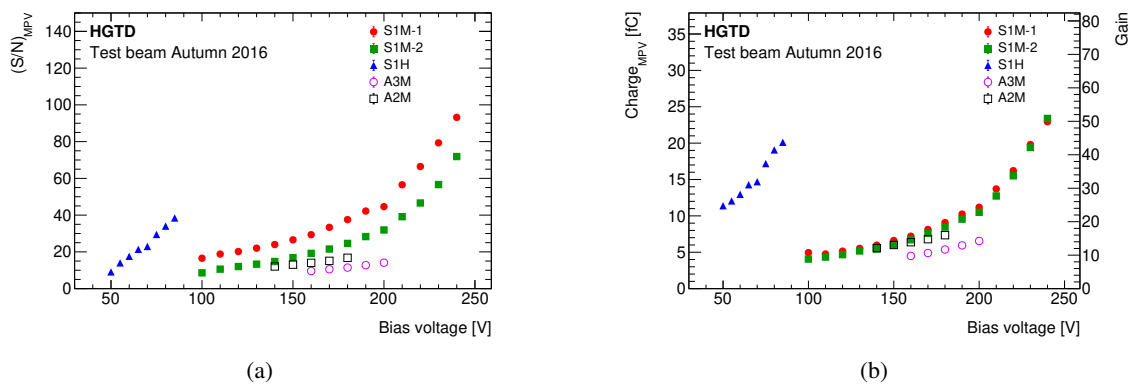 (S/N)MPV
140
120
100
80
60
40
20
0
HGTD
Test beam Autumn 2016
S1M-1
S1M-2
S1H
A3M
A2M
50 100 150 200 250
Bias voltage [V]
(a)
ChargeMPV [fC]
35
30
25
20
15
10
5
0
HGTD
Test beam Autumn 2016
S1M-1
S1M-2
S1H
A3M
A2M
Gain
80
70
60
50
40
30
20
10
0
50 100 150 200 250
Bias voltage [V]
(b)